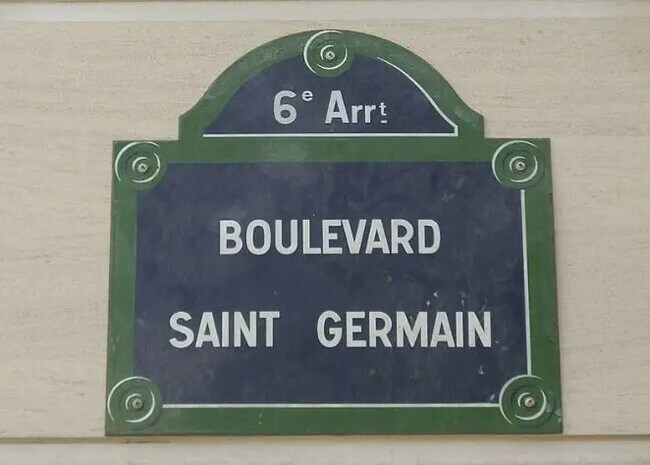 6e Arrt
BOULEVARD
SAINT GERMAIN